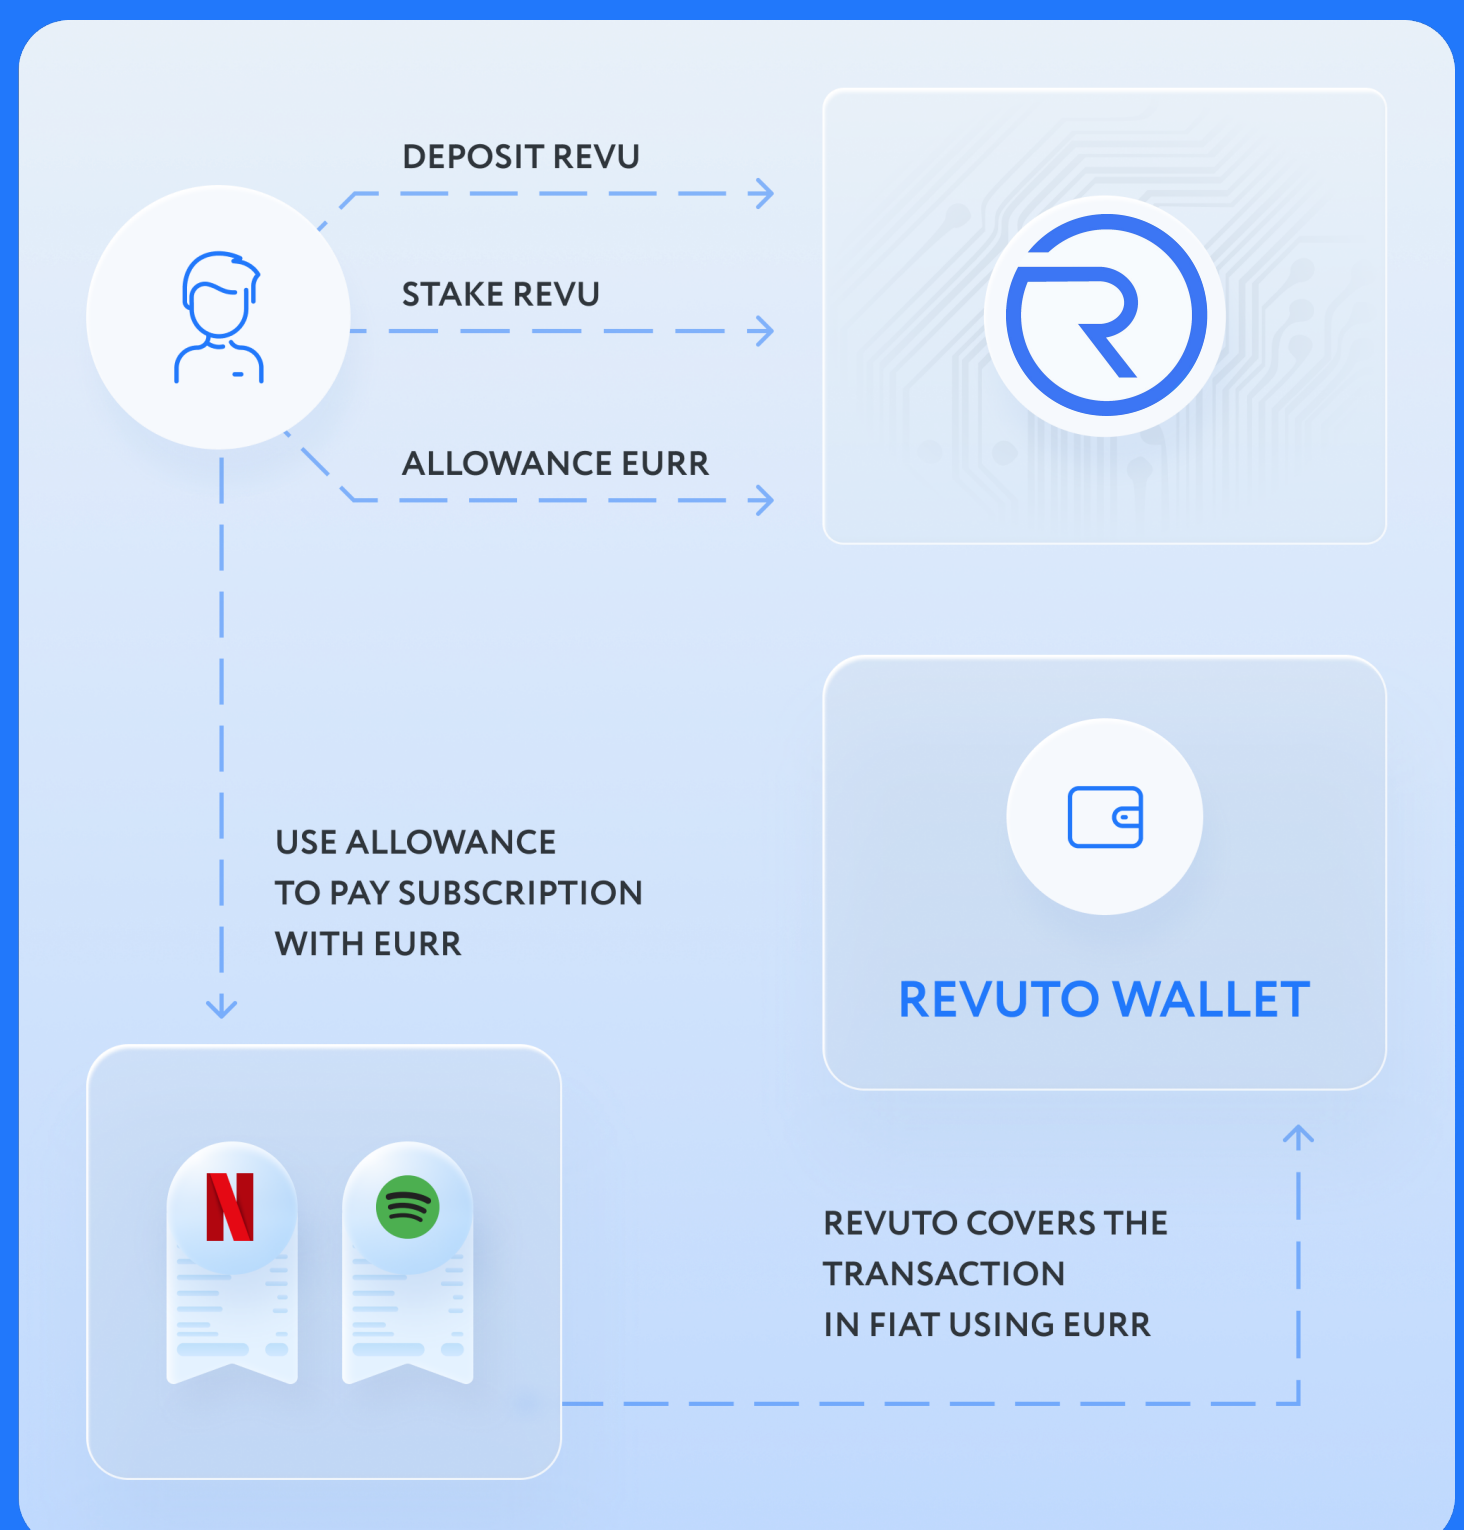 DEPOSIT REVU
STAKE REVU
ALLOWANCE EURR
USE ALLOWANCE
TO PAY SUBSCRIPTION
WITH EURR
REVUTO WALLET
REVUTO COVERS THE
TRANSACTION
IN FIAT USING EURR